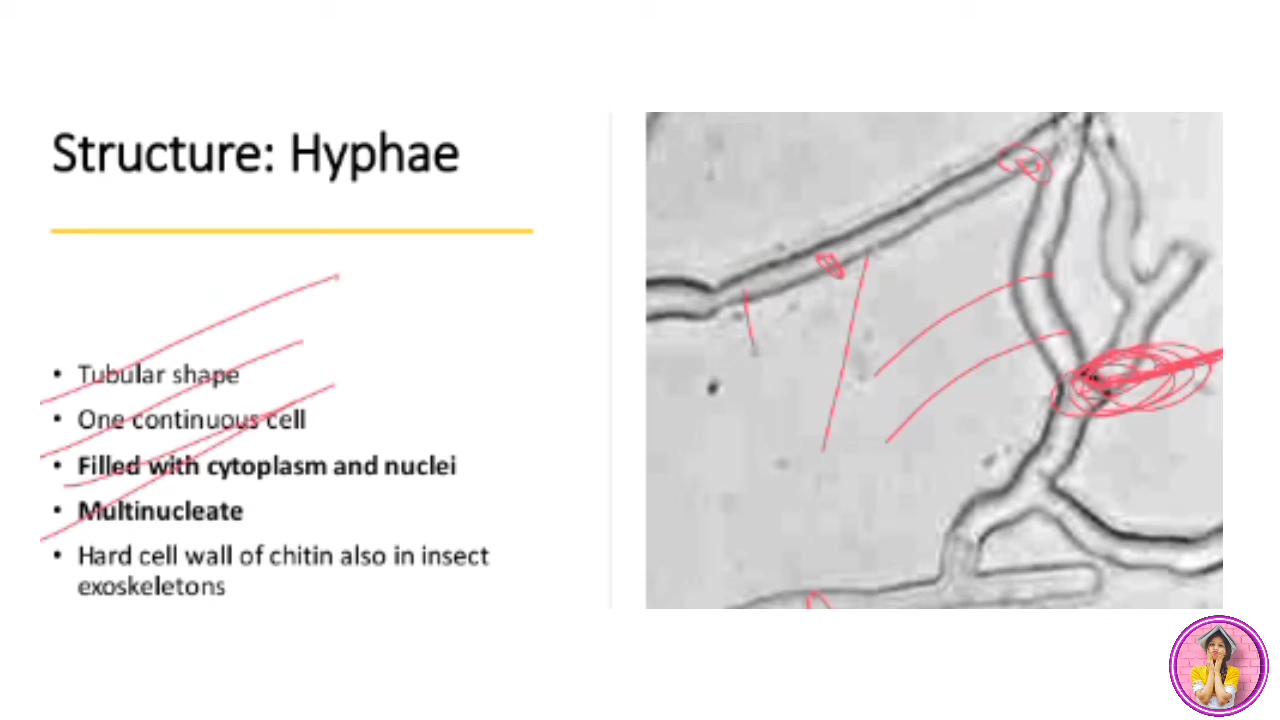 Structure: Hyphae
• Tubular shape
• One continuous cell
• Filled with cytoplasm and nuclei
• Multinucleate
• Hard cell wall of chitin also in insect
exoskeletons